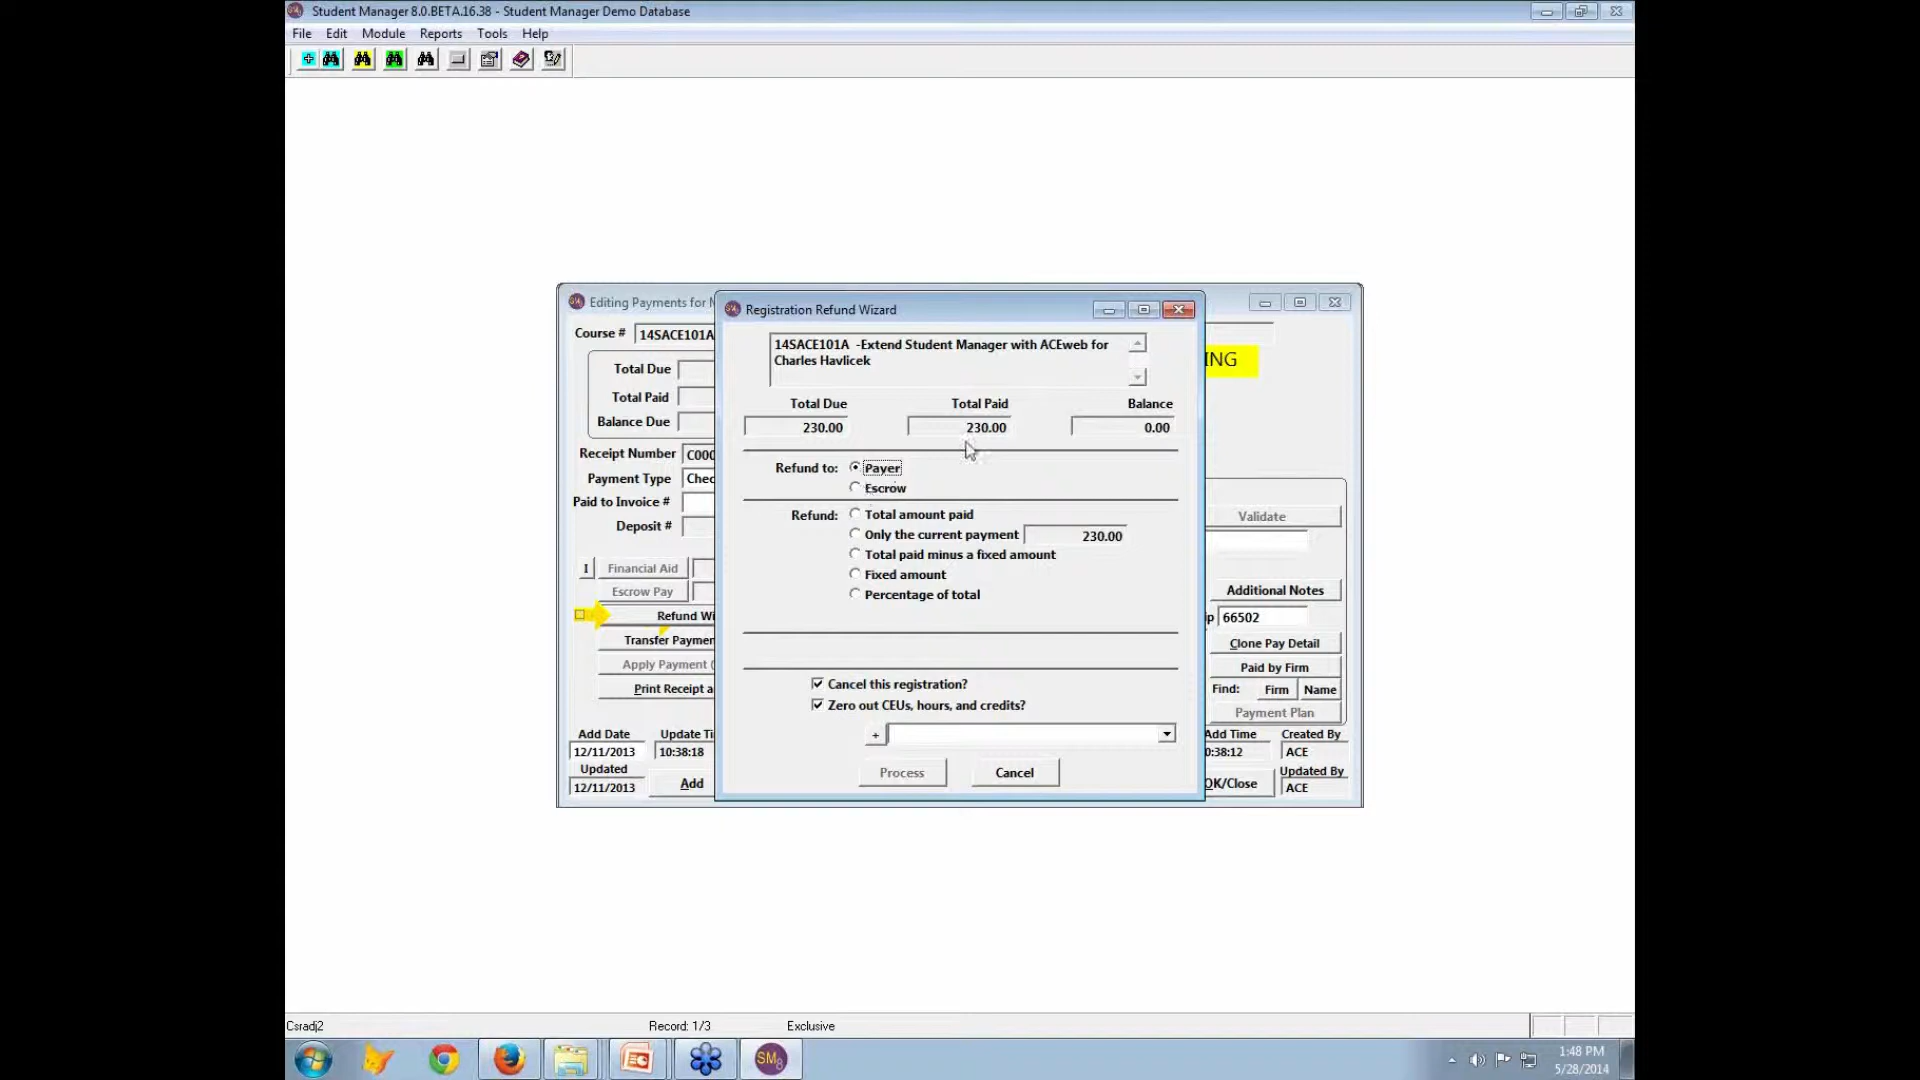 Student Manager 8.0.BETA.16.38 - Student Manager Demo Database
File Edit Module Reports Tools Help
Editing Payments for
Registration Refund Wizard
Course # 14SACE101A
14SACE101A -Extend Student Manager with ACEweb for
Charles Havlicek
ING
Total Due
Total Paid
Balance Due
Total Due Total Paid Balance
230.00 230.00 0.00
Receipt Number C000
Payment Type Chec
Paid to Invoice #
Deposit #
Refund to: Payer
Escrow
Refund: Total amount paid
Only the current payment 230.00
Total paid minus a fixed amount
Fixed amount
Percentage of total
Validate
I Financial Aid
Escrow Pay
Refund Wi
Transfer Paymen
Apply Payment (
Print Receipt a
Additional Notes
ip 66502
Clone Pay Detail
Paid by Firm
Find: Firm Name
Payment Plan
Cancel this registration?
Zero out CEUs, hours, and credits?
+
Process Cancel
Add Date Update Ti
12/11/2013 10:38:18
Updated
12/11/2013 Add
Add Time Created By
0:38:12 ACE
Updated By
OK/Close ACE
Csradj2 Record: 1/3 Exclusive
SM8
1:48 PM
5/28/2014